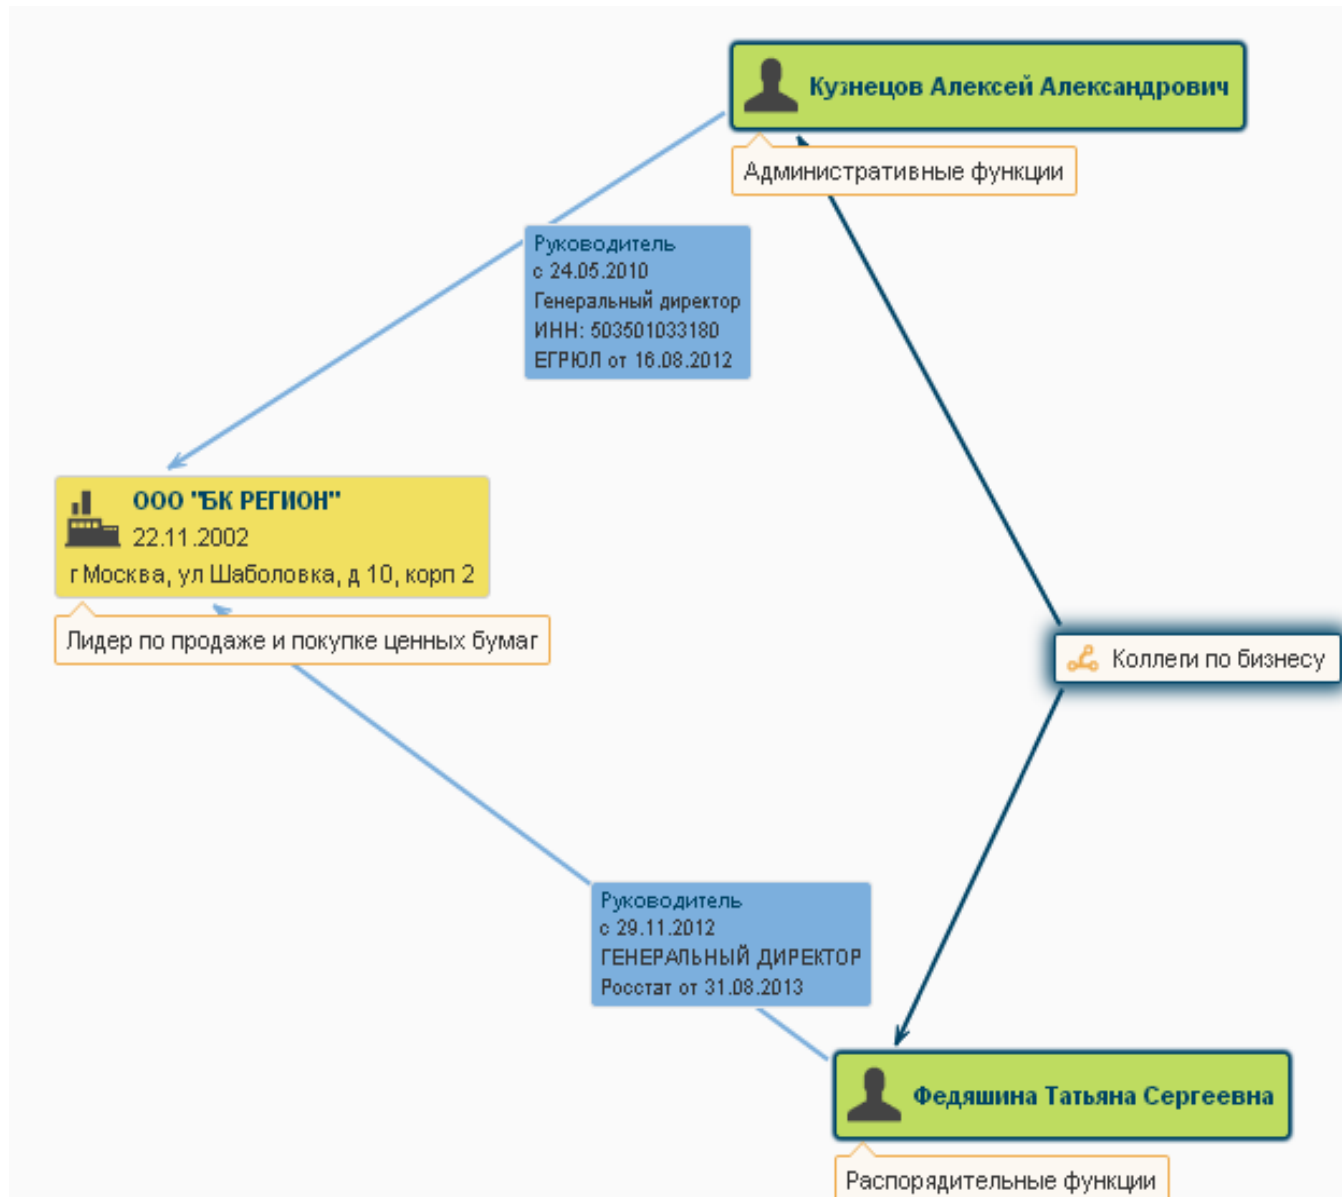 Кузнецов Алексей Александрович
Административные функции
Руководитель
с 24.05.2010
Генеральный директор
ИНН: 503501033180
ЕГРЮЛ от 16.08.2012
ООО "БК РЕГИОН"
22.11.2002
г Москва, ул Шаболовка, д 10, корп 2
Лидер по продаже и покупке ценных бумаг
Коллеги по бизнесу
Руководитель
с 29.11.2012
ГЕНЕРАЛЬНЫЙ ДИРЕКТОР
Росстат от 31.08.2013
Федяшина Татьяна Сергеевна
Распорядительные функции